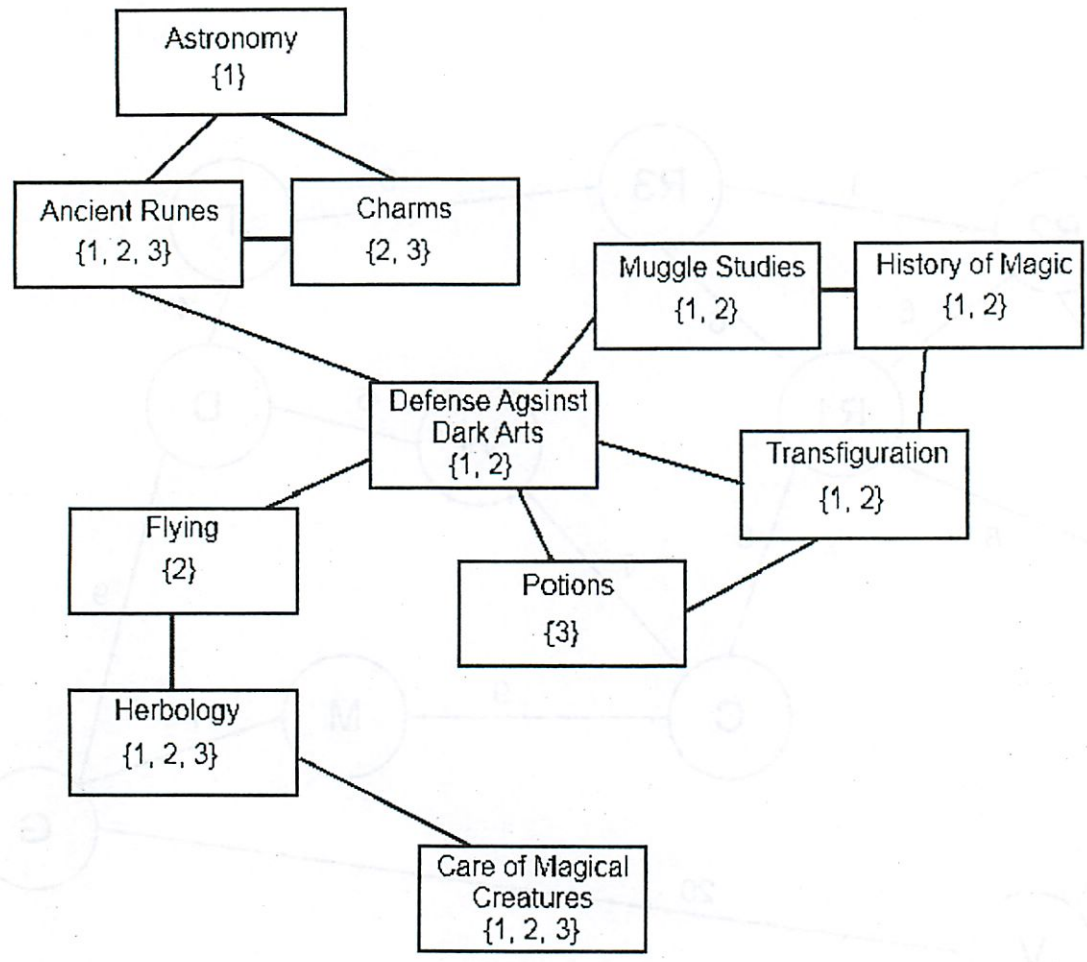 Astronomy
{1}
Ancient Runes
{1, 2, 3}
Charms
{2, 3}
Muggle Studies
{1, 2}
History of Magic
{1, 2}
Defense Agsinst
Dark Arts
{1, 2}
Transfiguration
{1, 2}
Flying
{2}
Potions
{3}
Herbology
{1, 2, 3}
Care of Magical
Creatures
{1, 2, 3}